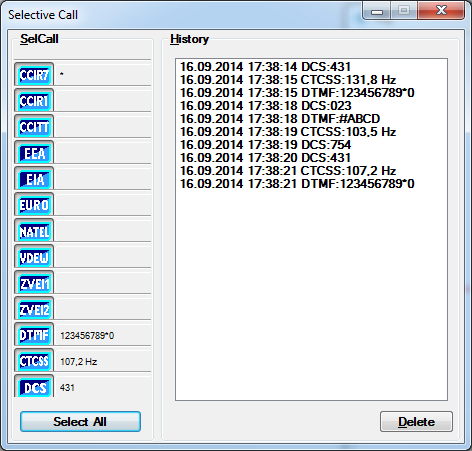 Selective Call
SelCall
CCIR7 *
CCIR1
CCITT
EEA
EIA
EURO
NATEL
VDEW
ZVEI1
ZVEI2
DTMF 123456789*0
CTCSS 107,2 Hz
DCS 431
Select All
History
16.09.2014 17:38:14 DCS:431
16.09.2014 17:38:15 CTCSS:131,8 Hz
16.09.2014 17:38:15 DTMF:123456789*0
16.09.2014 17:38:18 DCS:023
16.09.2014 17:38:18 DTMF:#ABCD
16.09.2014 17:38:19 CTCSS:103,5 Hz
16.09.2014 17:38:19 DCS:754
16.09.2014 17:38:20 DCS:431
16.09.2014 17:38:21 CTCSS:107,2 Hz
16.09.2014 17:38:21 DTMF:123456789*0
Delete